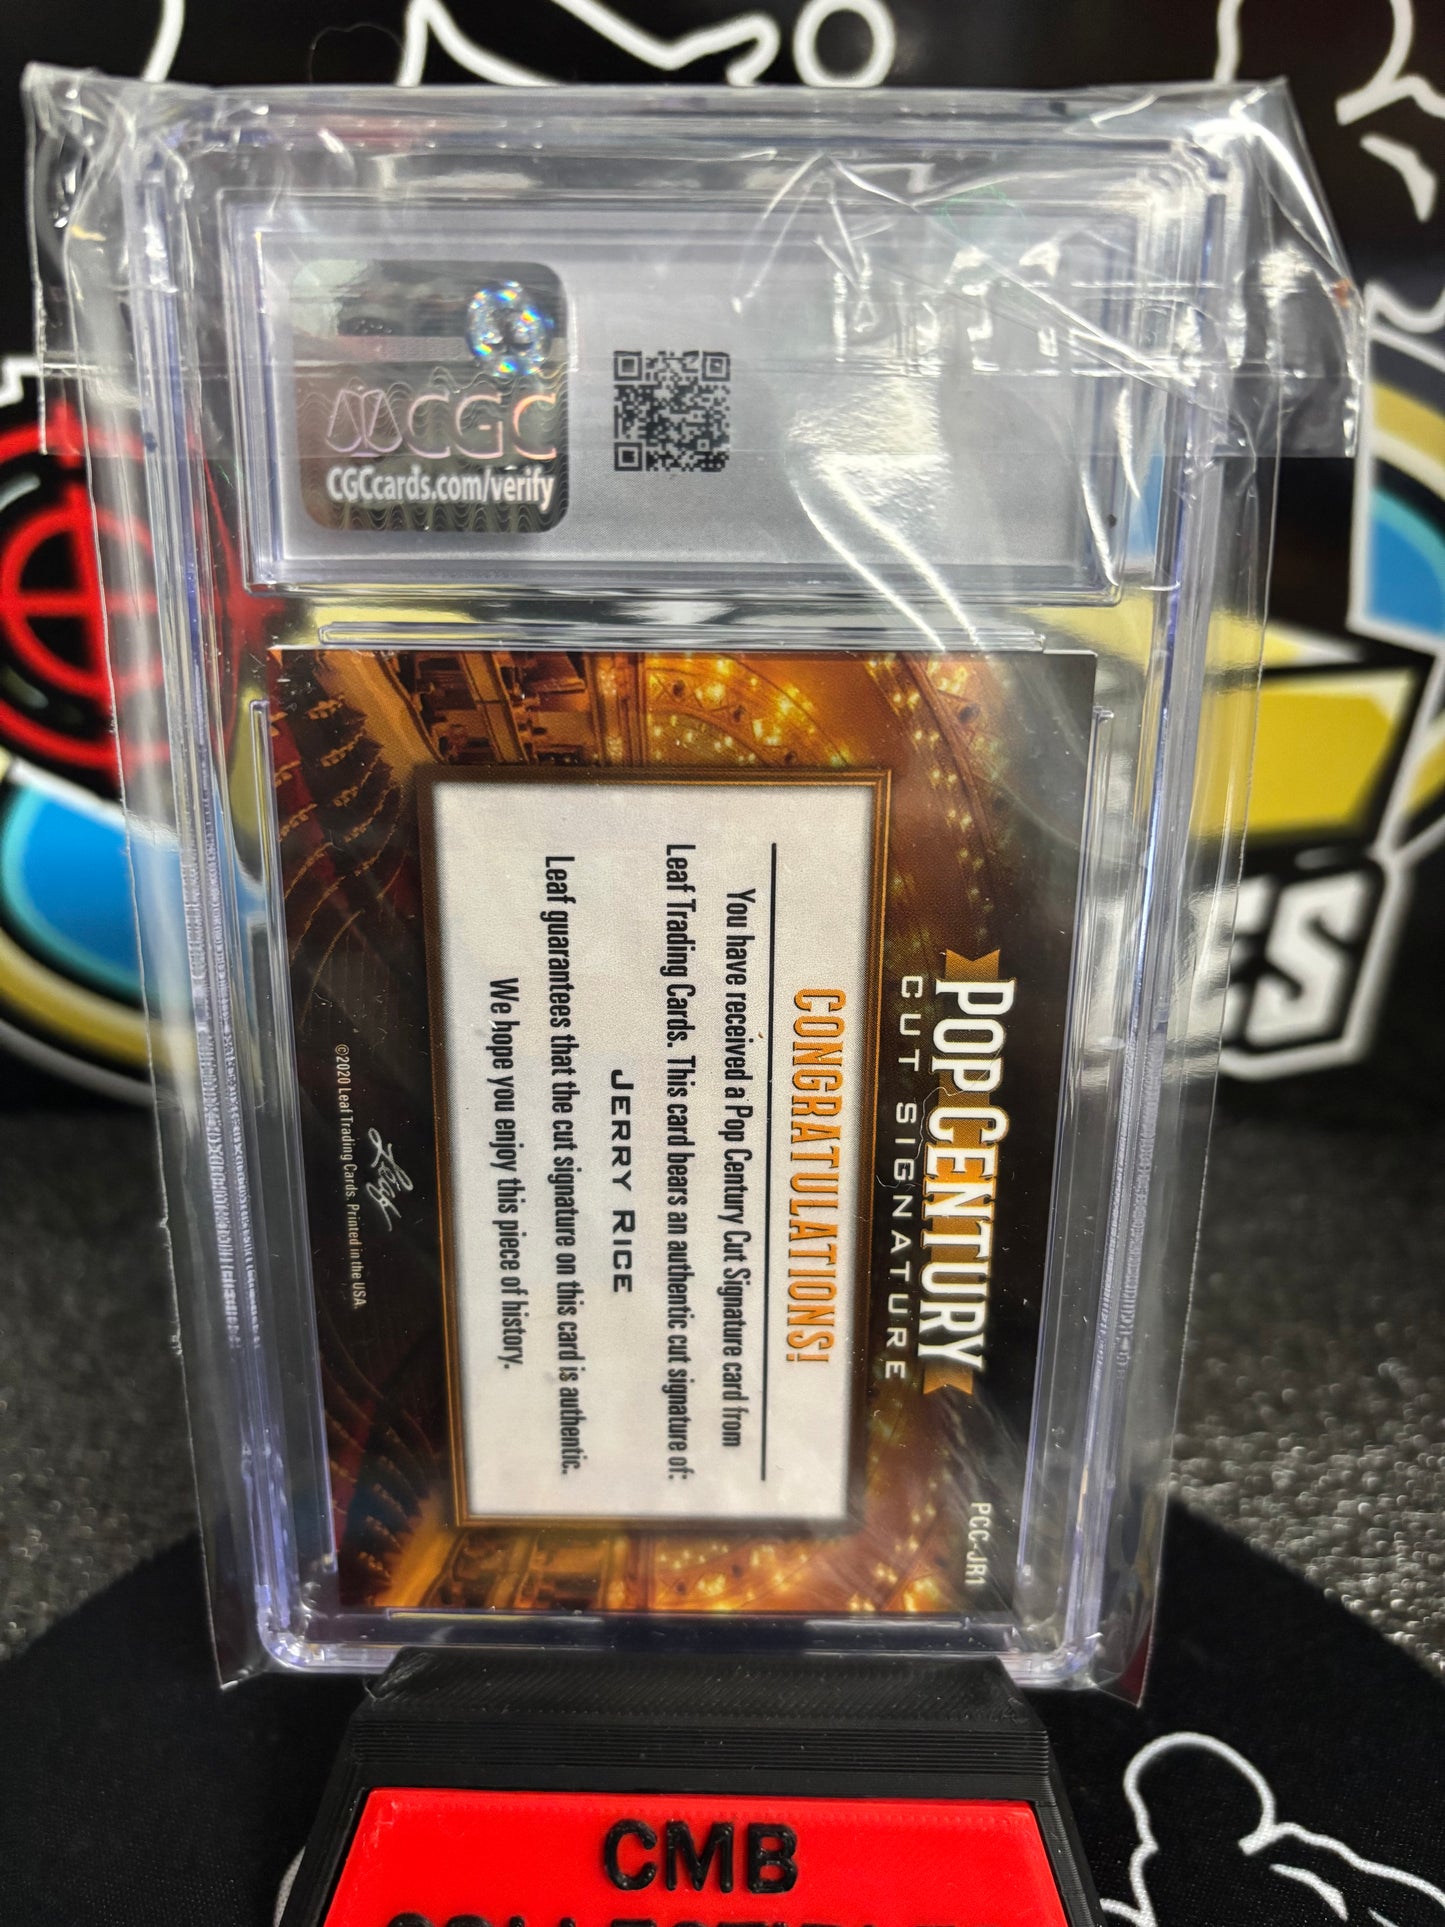 CGC
CGCcards.com/verify
POP CENTURY
CUT SIGNATURE
PCC-JR1
CONGRATULATIONS!
You have received a Pop Century Cut Signature card from
Leaf Trading Cards. This card bears an authentic cut signature of:
JERRY RICE
Leaf guarantees that the cut signature on this card is authentic.
We hope you enjoy this piece of history.
Leaf
©2020 Leaf Trading Cards. Printed in the USA.
CMB